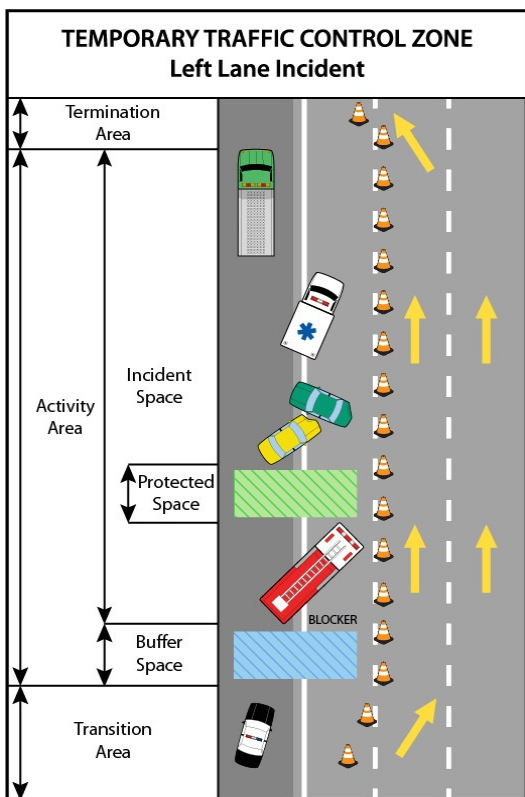 TEMPORARY TRAFFIC CONTROL ZONE
Left Lane Incident
Termination
Area
Incident
Space
Activity
Area
Protected
Space
BLOCKER
Buffer
Space
Transition
Area